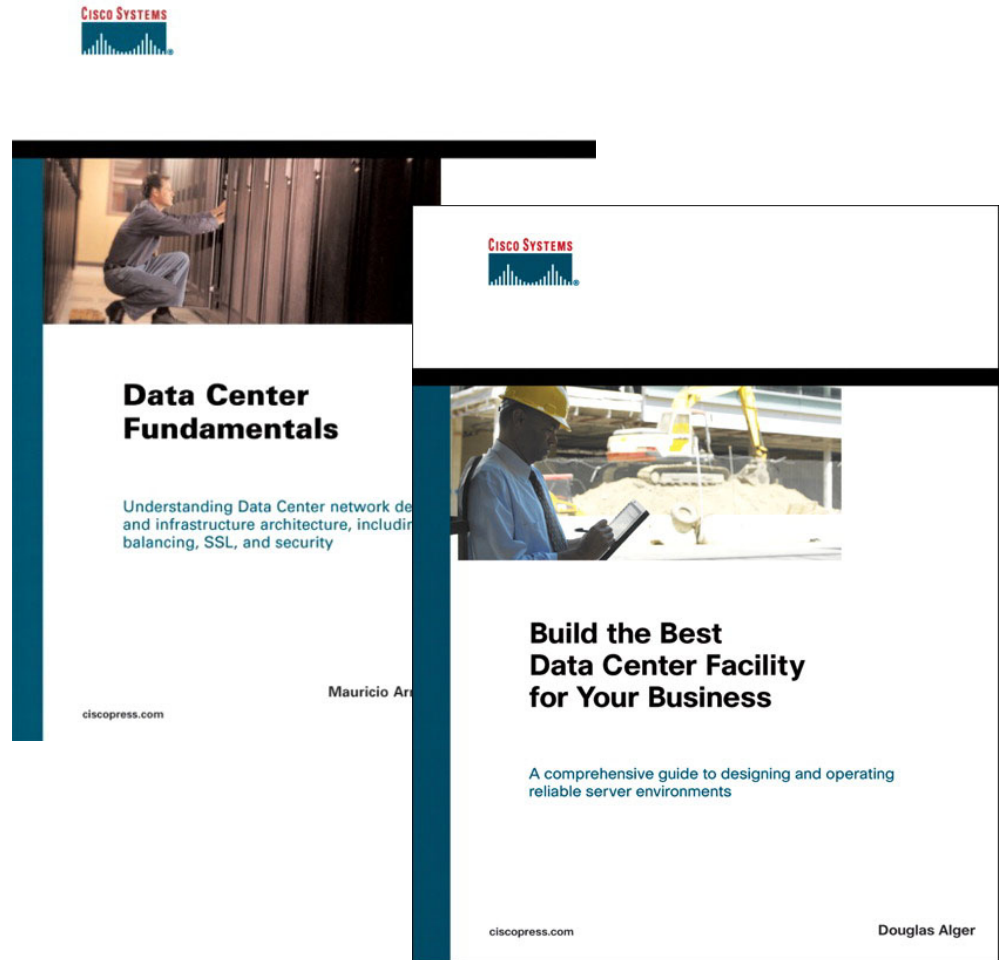 CISCO SYSTEMS
Data Center
Fundamentals
Understanding Data Center network
and infrastructure architecture,
balancing, SSL, and security
Mauricio
ciscopress.com
CISCO SYSTEMS
Build the Best
Data Center Facility
for Your Business
A comprehensive guide to designing and operating
reliable server environments
ciscopress.com
Douglas Alger